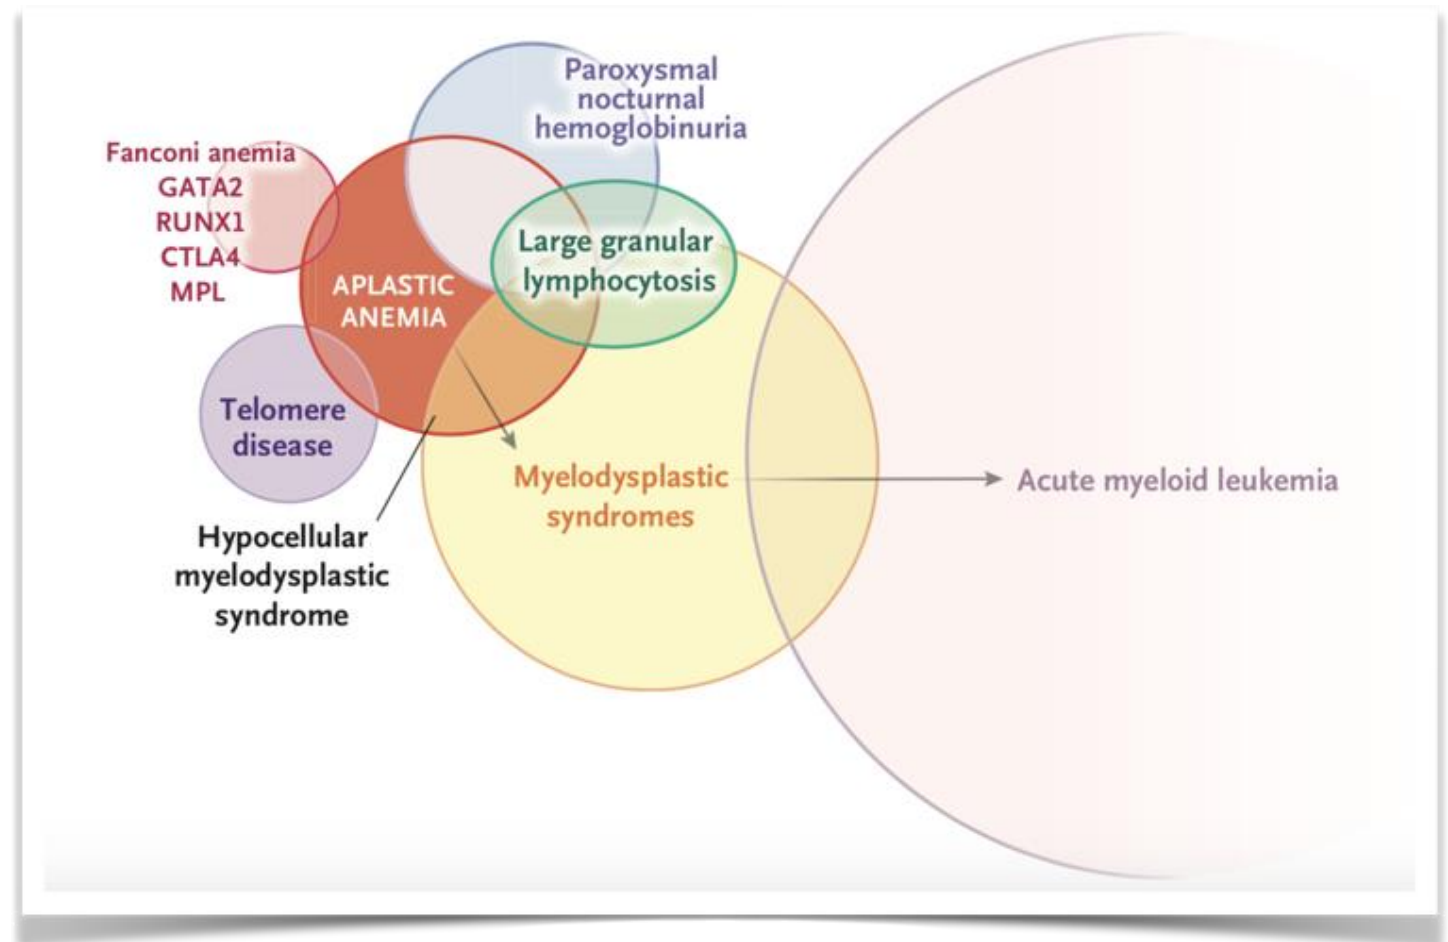 Paroxysmal
nocturnal
hemoglobinuria
Fanconi anemia
GATA2
RUNX1
CTLA4
MPL
Large granular
lymphocytosis
APLASTIC
ANEMIA
Telomere
disease
Myelodysplastic
syndromes
Acute myeloid leukemia
Hypocellular
myelodysplastic
syndrome